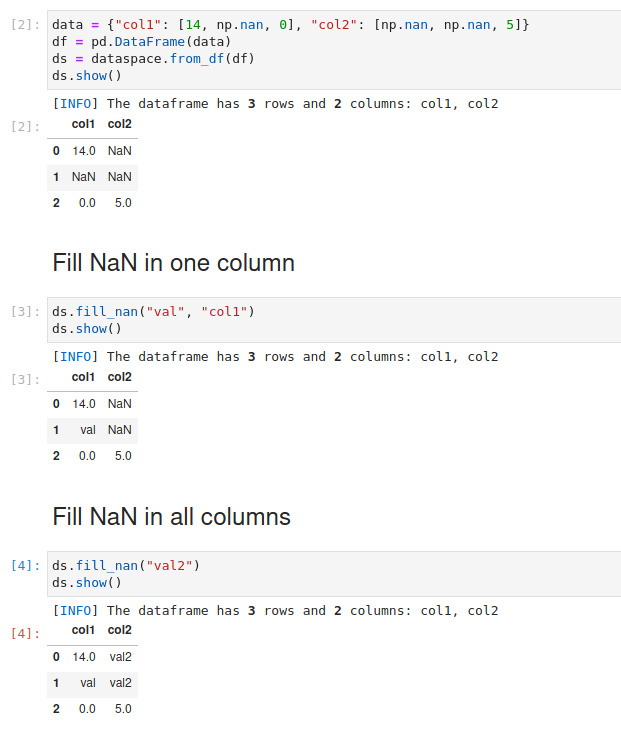 [2]: data = {"col1": [14, np.nan, 0], "col2": [np.nan, np.nan, 5]}
df = pd.DataFrame(data)
ds = dataspace.from_df(df)
ds.show()
[INFO] The dataframe has 3 rows and 2 columns: col1, col2
[2]: col1 col2
0 14.0 NaN
1 NaN NaN
2 0.0 5.0
Fill NaN in one column
[3]: ds.fill_nan("val", "col1")
ds.show()
[INFO] The dataframe has 3 rows and 2 columns: col1, col2
[3]: col1 col2
0 14.0 NaN
1 val NaN
2 0.0 5.0
Fill NaN in all columns
[4]: ds.fill_nan("val2")
ds.show()
[INFO] The dataframe has 3 rows and 2 columns: col1, col2
[4]: col1 col2
0 14.0 val2
1 val val2
2 0.0 5.0